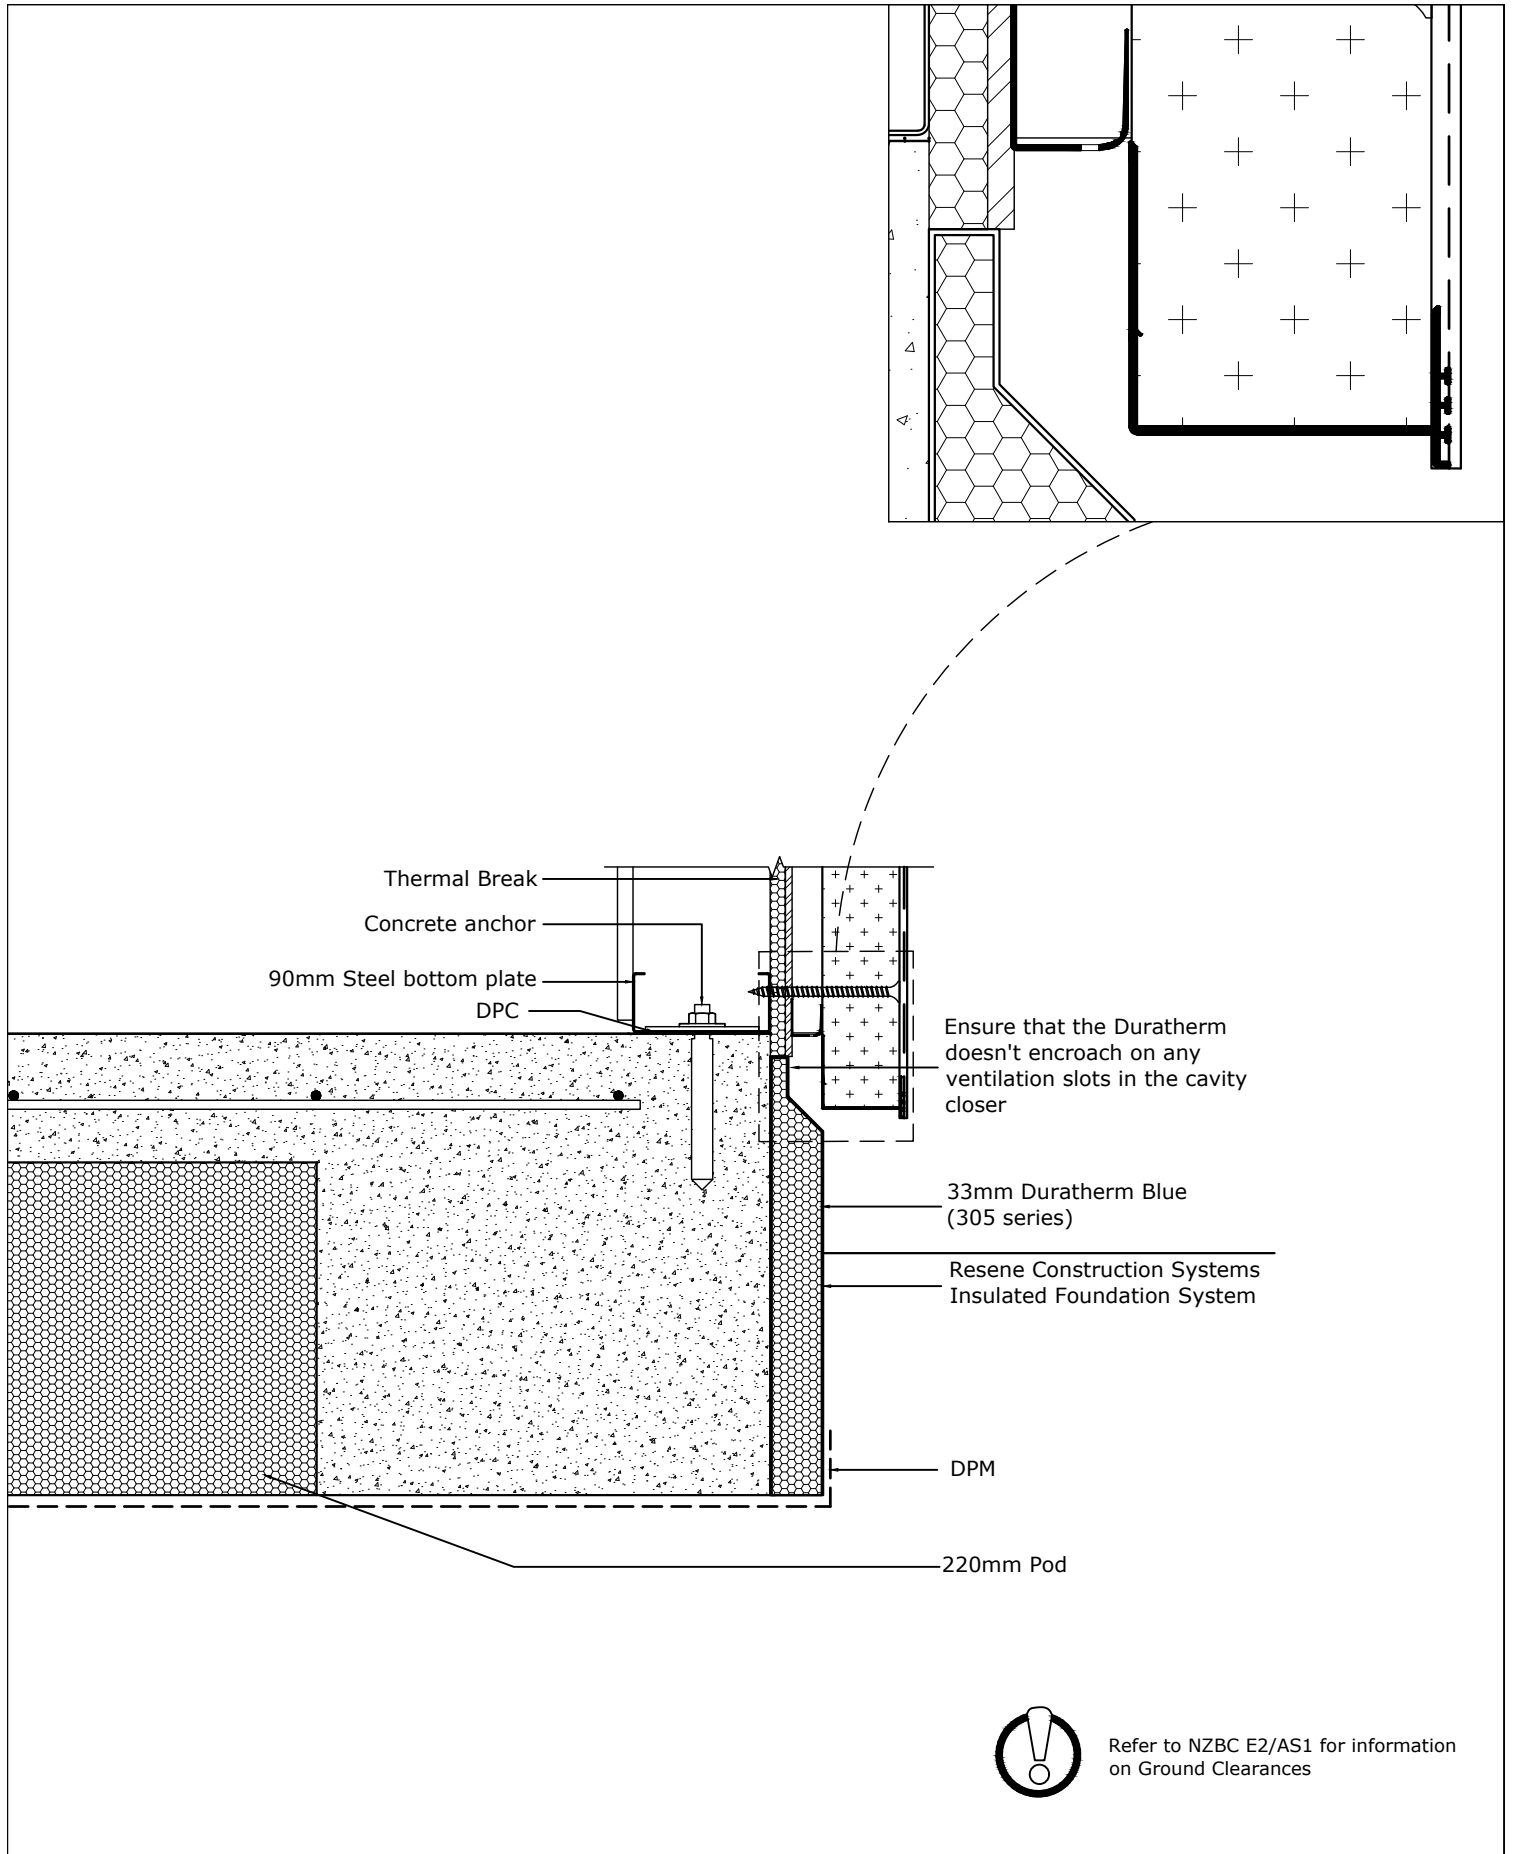 Thermal Break
Concrete anchor
90mm Steel bottom plate
DPC
Ensure that the Duratherm
doesn't encroach on any
ventilation slots in the cavity
closer
33mm Duratherm Blue
(305 series)
Resene Construction Systems
Insulated Foundation System
DPM
220mm Pod
Refer to NZBC E2/AS1 for information
on Ground Clearances